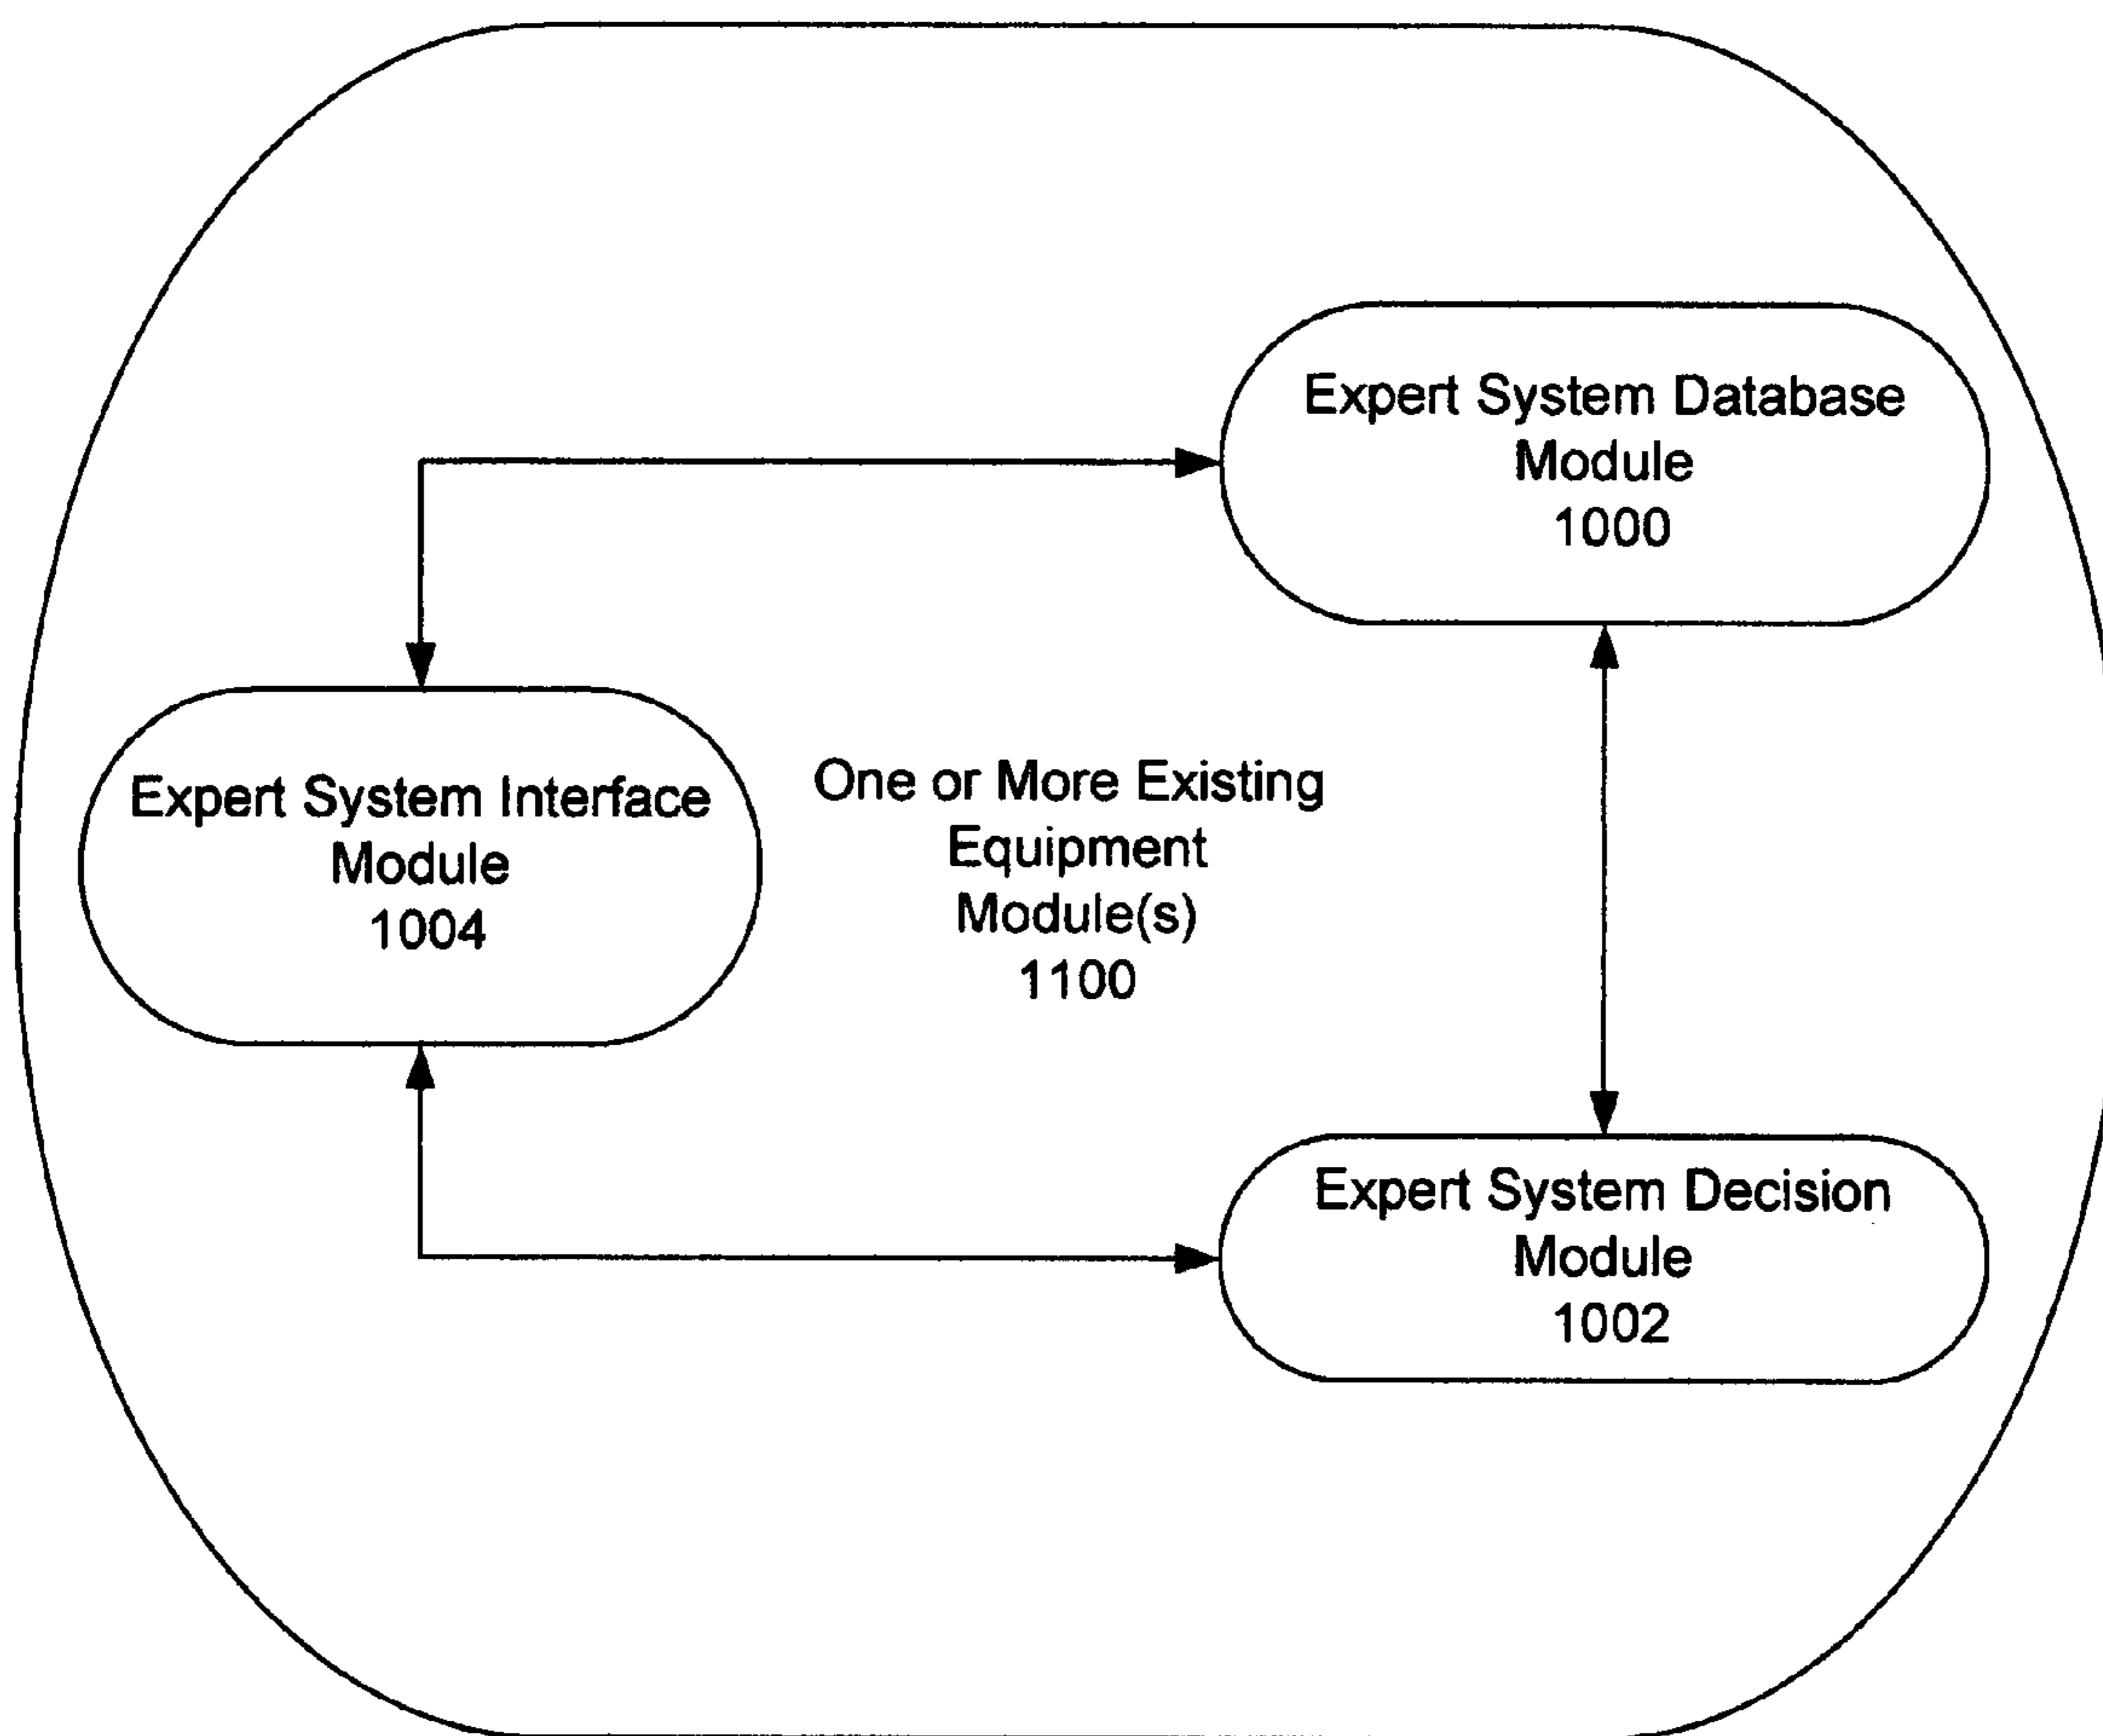 Expert System Database
Module
1000
Expert System Interface
Module
1004
One or More Existing
Equipment
Module(s)
1100
Expert System Decision
Module
1002